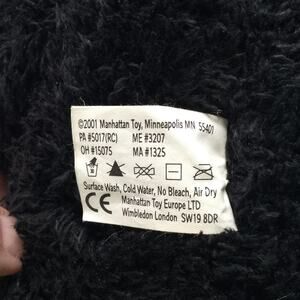 ©2001 Manhattan Toy, Minneapolis MN 55401
PA #5017(RC) ME #3207
OH #15075 MA #1325
Surface Wash, Cold Water, No Bleach, Air Dry
CE Manhattan Toy Europe LTD
Wimbledon London SW19 8DR